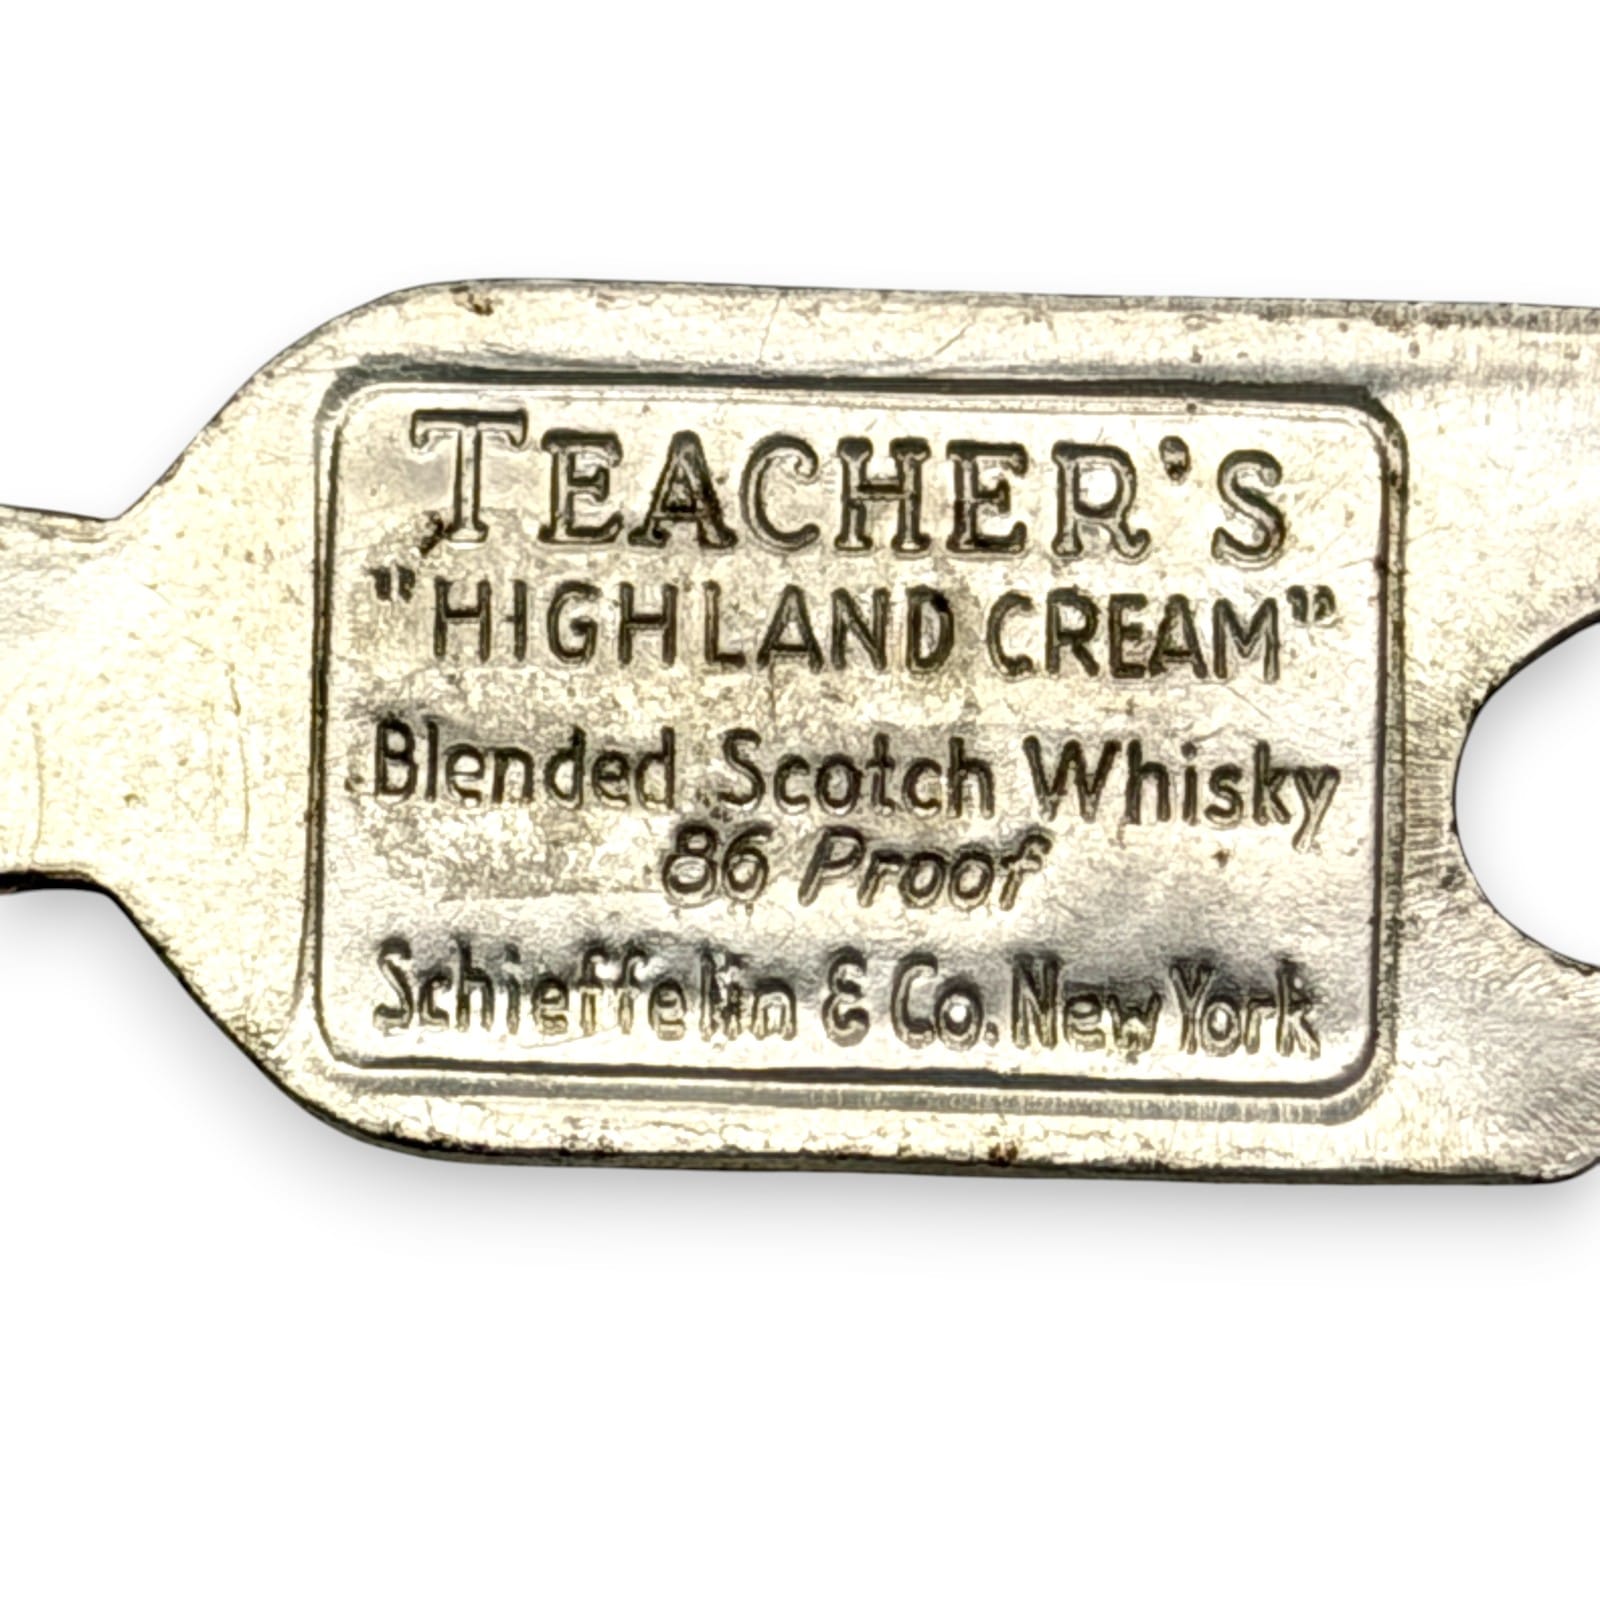 TEACHER'S
"HIGHLAND CREAM"
Blended Scotch Whisky
86 Proof
Schieffelin & Co. New York